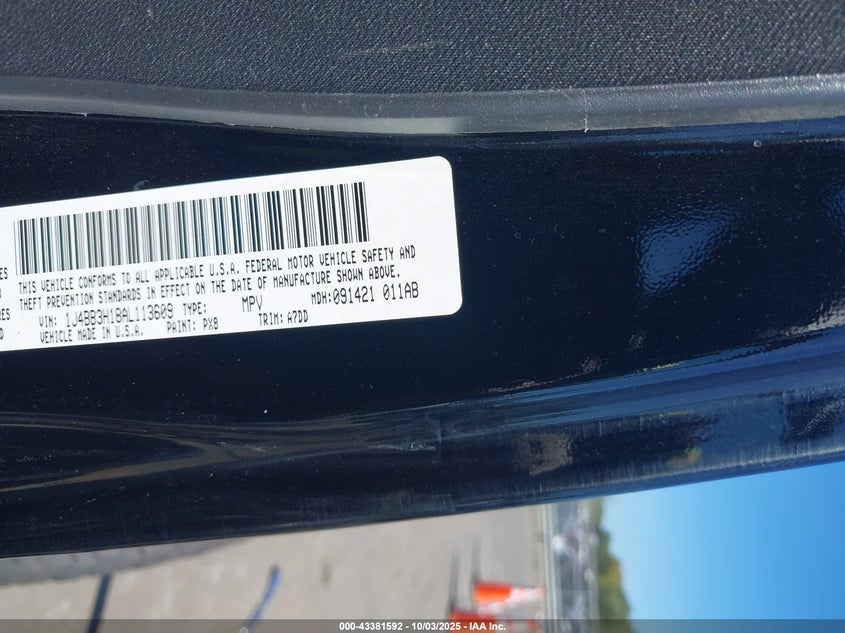 ES
THIS VEHICLE CONFORMS TO ALL APPLICABLE U.S.A. FEDERAL MOTOR VEHICLE SAFETY AND
THEFT PREVENTION STANDARDS IN EFFECT ON THE DATE OF MANUFACTURE SHOWN ABOVE.
RES
VIN: 1J4BB3H18AL113609 TYPE: MPV MDH: 091421 011AB
D
VEHICLE MADE IN U.S.A. PAINT: PX8 TRIM: A7DD
000-43381592 - 10/03/2025 - IAA Inc.